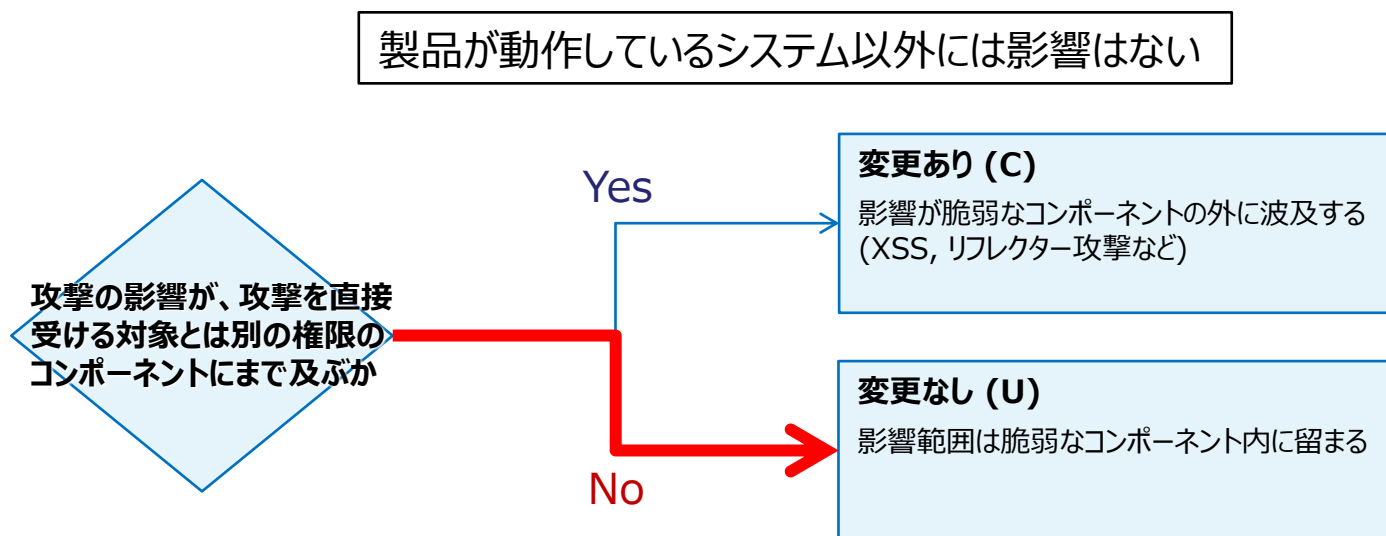 製品が動作しているシステム以外には影響はない
Yes
変更あり (C)
影響が脆弱なコンポーネントの外に波及する
(XSS, リフレクター攻撃など)
攻撃の影響が、攻撃を直接
受ける対象とは別の権限の
コンポーネントにまで及ぶか
変更なし (U)
影響範囲は脆弱なコンポーネント内に留まる
No